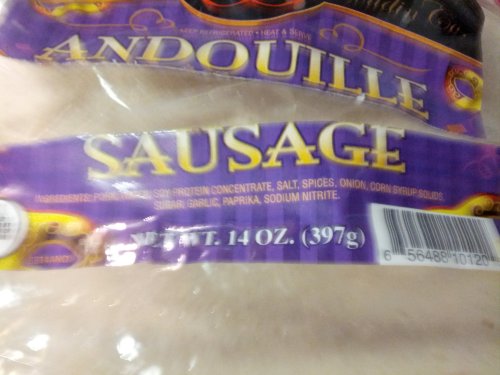 KEEP REFRIGERATED • HEAT & SERVE
ANDOUILLE
SAUSAGE
INGREDIENTS: PORK, SOY PROTEIN CONCENTRATE, SALT, SPICES, ONION, CORN SYRUP SOLIDS,
SUGAR, GARLIC, PAPRIKA, SODIUM NITRITE.
NET WT. 14 OZ. (397g)
6 56488 10120